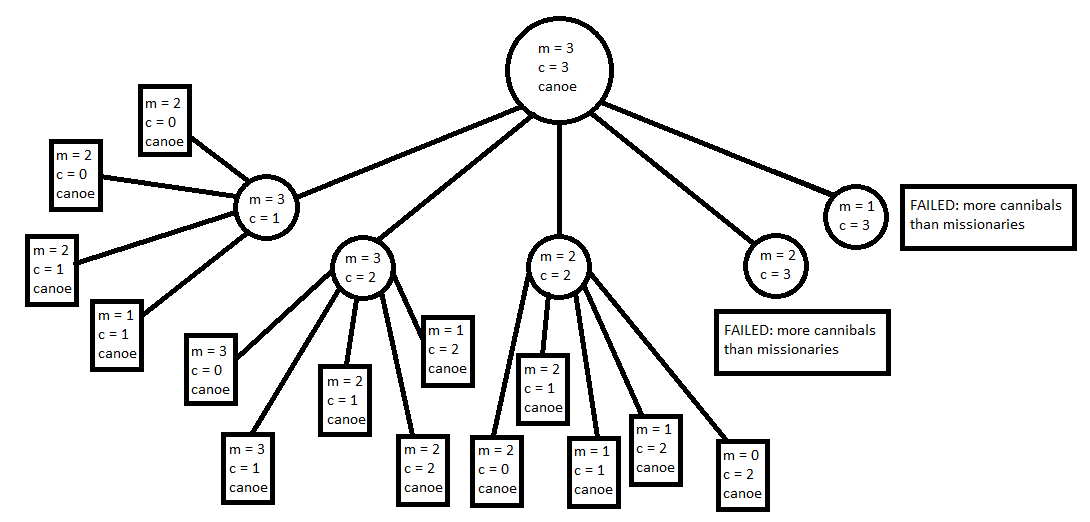 m = 3
c = 3
canoe
m = 2
c = 0
canoe
m = 2
c = 0
canoe
m = 3
c = 1
m = 2
c = 1
canoe
m = 1
c = 1
canoe
m = 3
c = 2
m = 2
c = 2
m = 2
c = 3
m = 1
c = 3
FAILED: more cannibals
than missionaries
FAILED: more cannibals
than missionaries
m = 3
c = 0
canoe
m = 3
c = 1
canoe
m = 2
c = 1
canoe
m = 2
c = 2
canoe
m = 1
c = 2
canoe
m = 2
c = 0
canoe
m = 2
c = 1
canoe
m = 1
c = 1
canoe
m = 1
c = 2
canoe
m = 0
c = 2
canoe